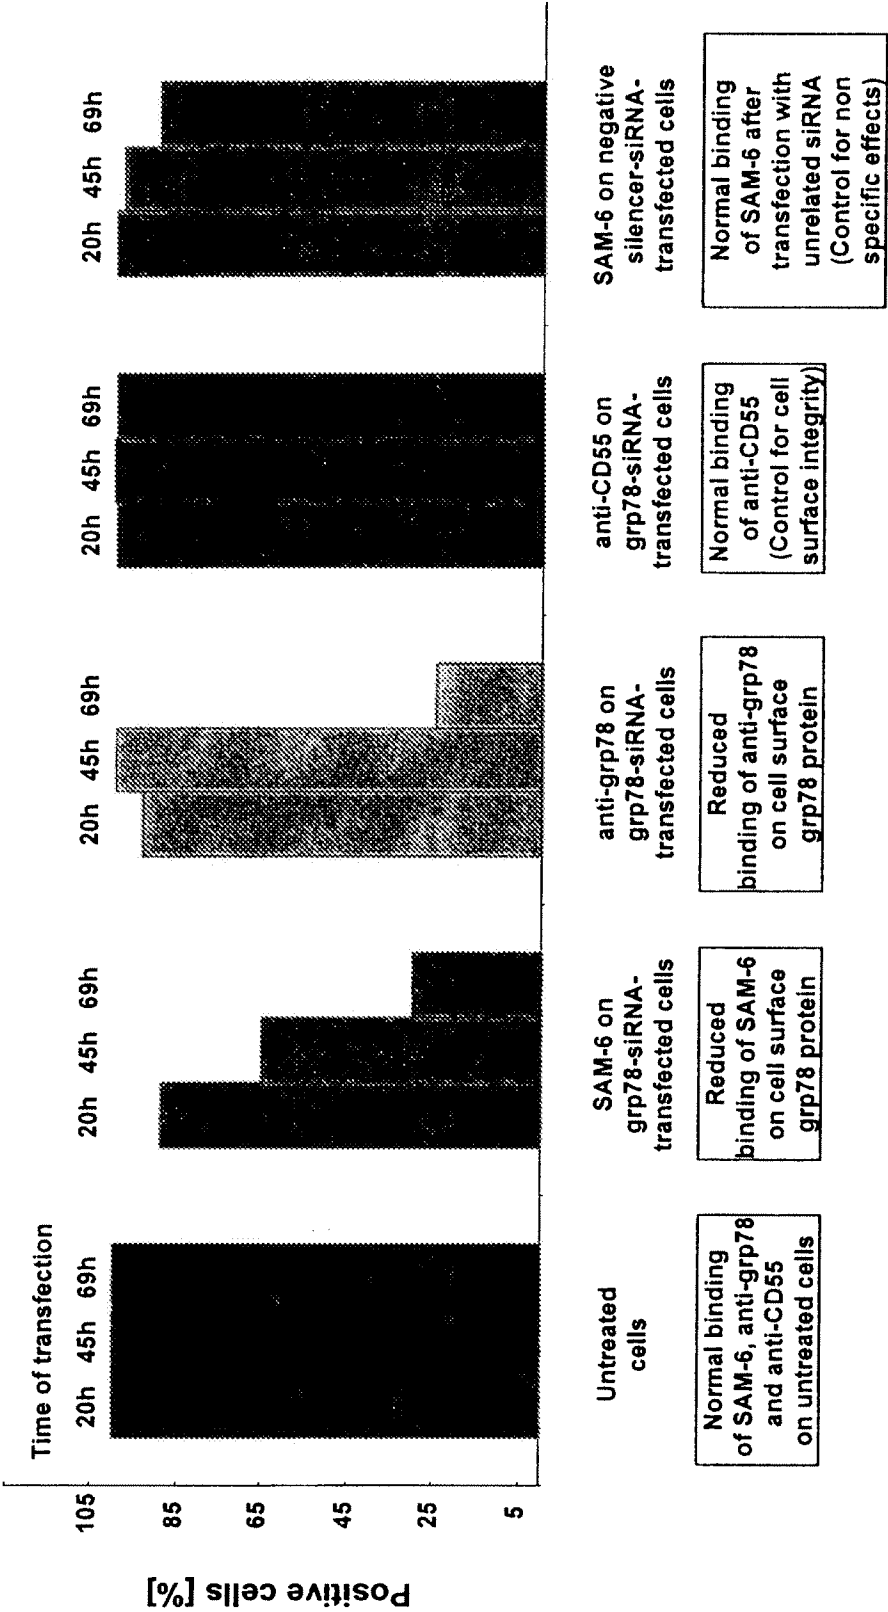 Time of transfection
20h 45h 69h
20h 45h 69h
20h 45h 69h
20h 45h 69h
20h 45h 69h
Positive cells [%]
105
85
65
45
25
5
Untreated
cells
SAM-6 on
grp78-siRNA-
transfected cells
anti-grp78 on
grp78-siRNA-
transfected cells
anti-CD55 on
grp78-siRNA-
transfected cells
SAM-6 on negative
silencer-siRNA-
transfected cells
Normal binding
of SAM-6, anti-grp78
and anti-CD55
on untreated cells
Reduced
binding of SAM-6
on cell surface
grp78 protein
Reduced
binding of anti-grp78
on cell surface
grp78 protein
Normal binding
of anti-CD55
(Control for cell
surface integrity)
Normal binding
of SAM-6 after
transfection with
unrelated siRNA
(Control for non
specific effects)